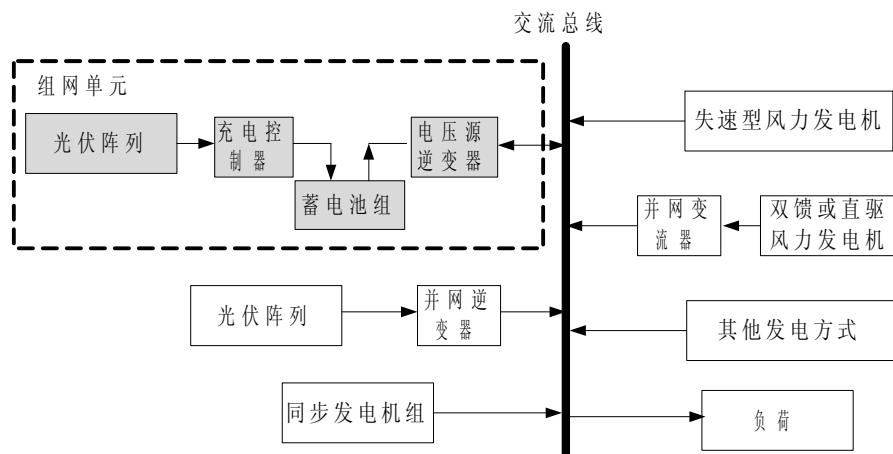 交流总线
组网单元
光伏阵列
充电控
制器
蓄电池组
电压源
逆变器
失速型风力发电机
并网变
流器
双馈或直驱
风力发电机
光伏阵列
并网逆
变器
其他发电方式
同步发电机组
负荷